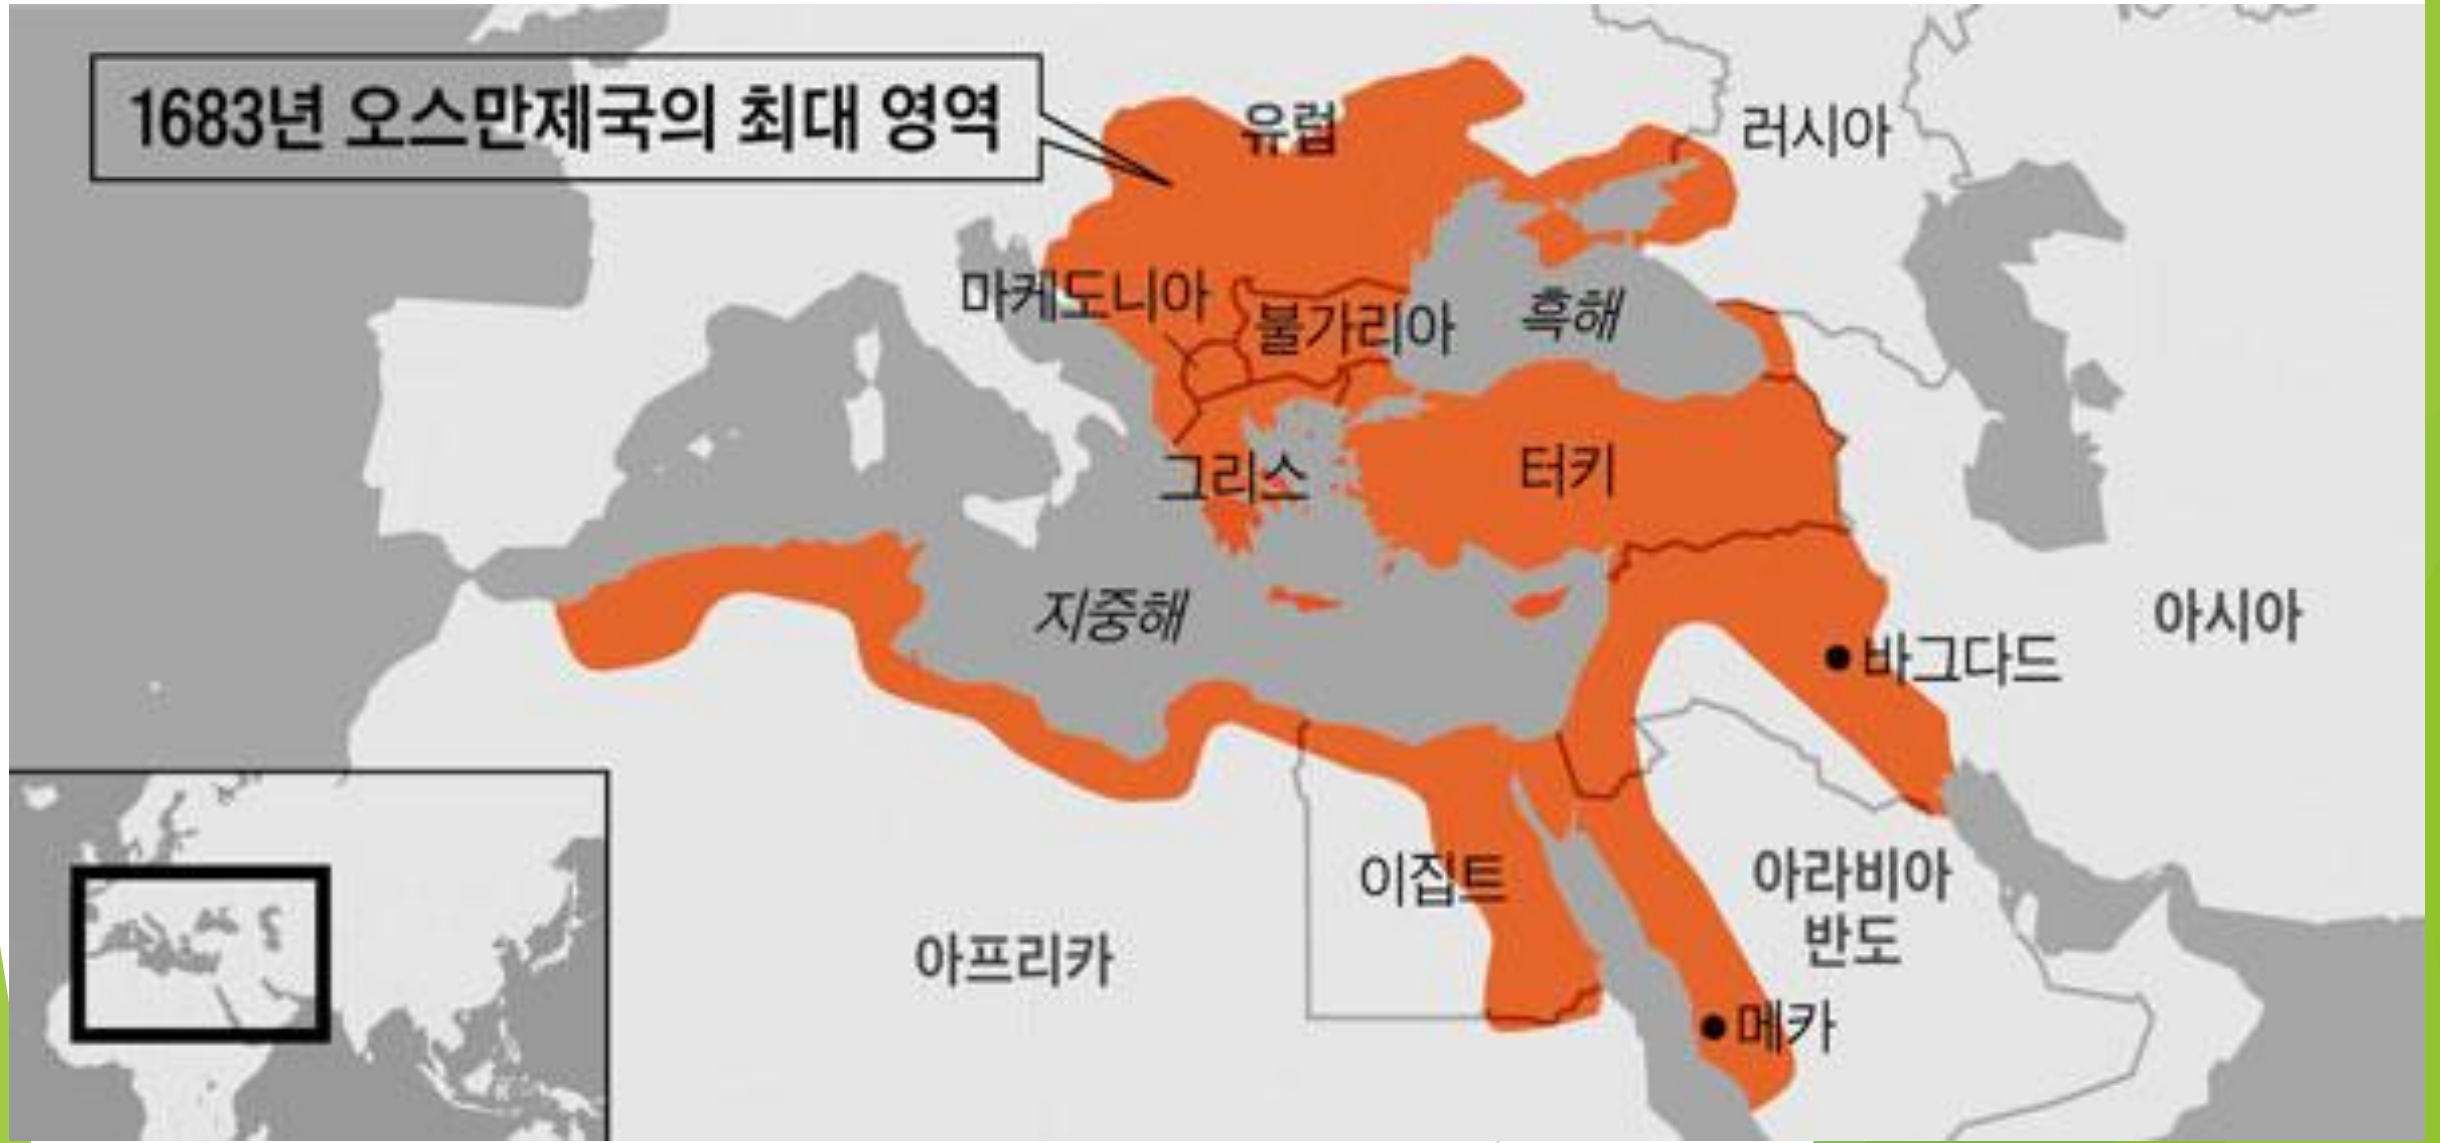 1683년 오스만제국의 최대 영역
유럽
러시아
마케도니아
불가리아
흑해
그리스
터키
지중해
아시아
바그다드
이집트
아라비아
반도
아프리카
메카